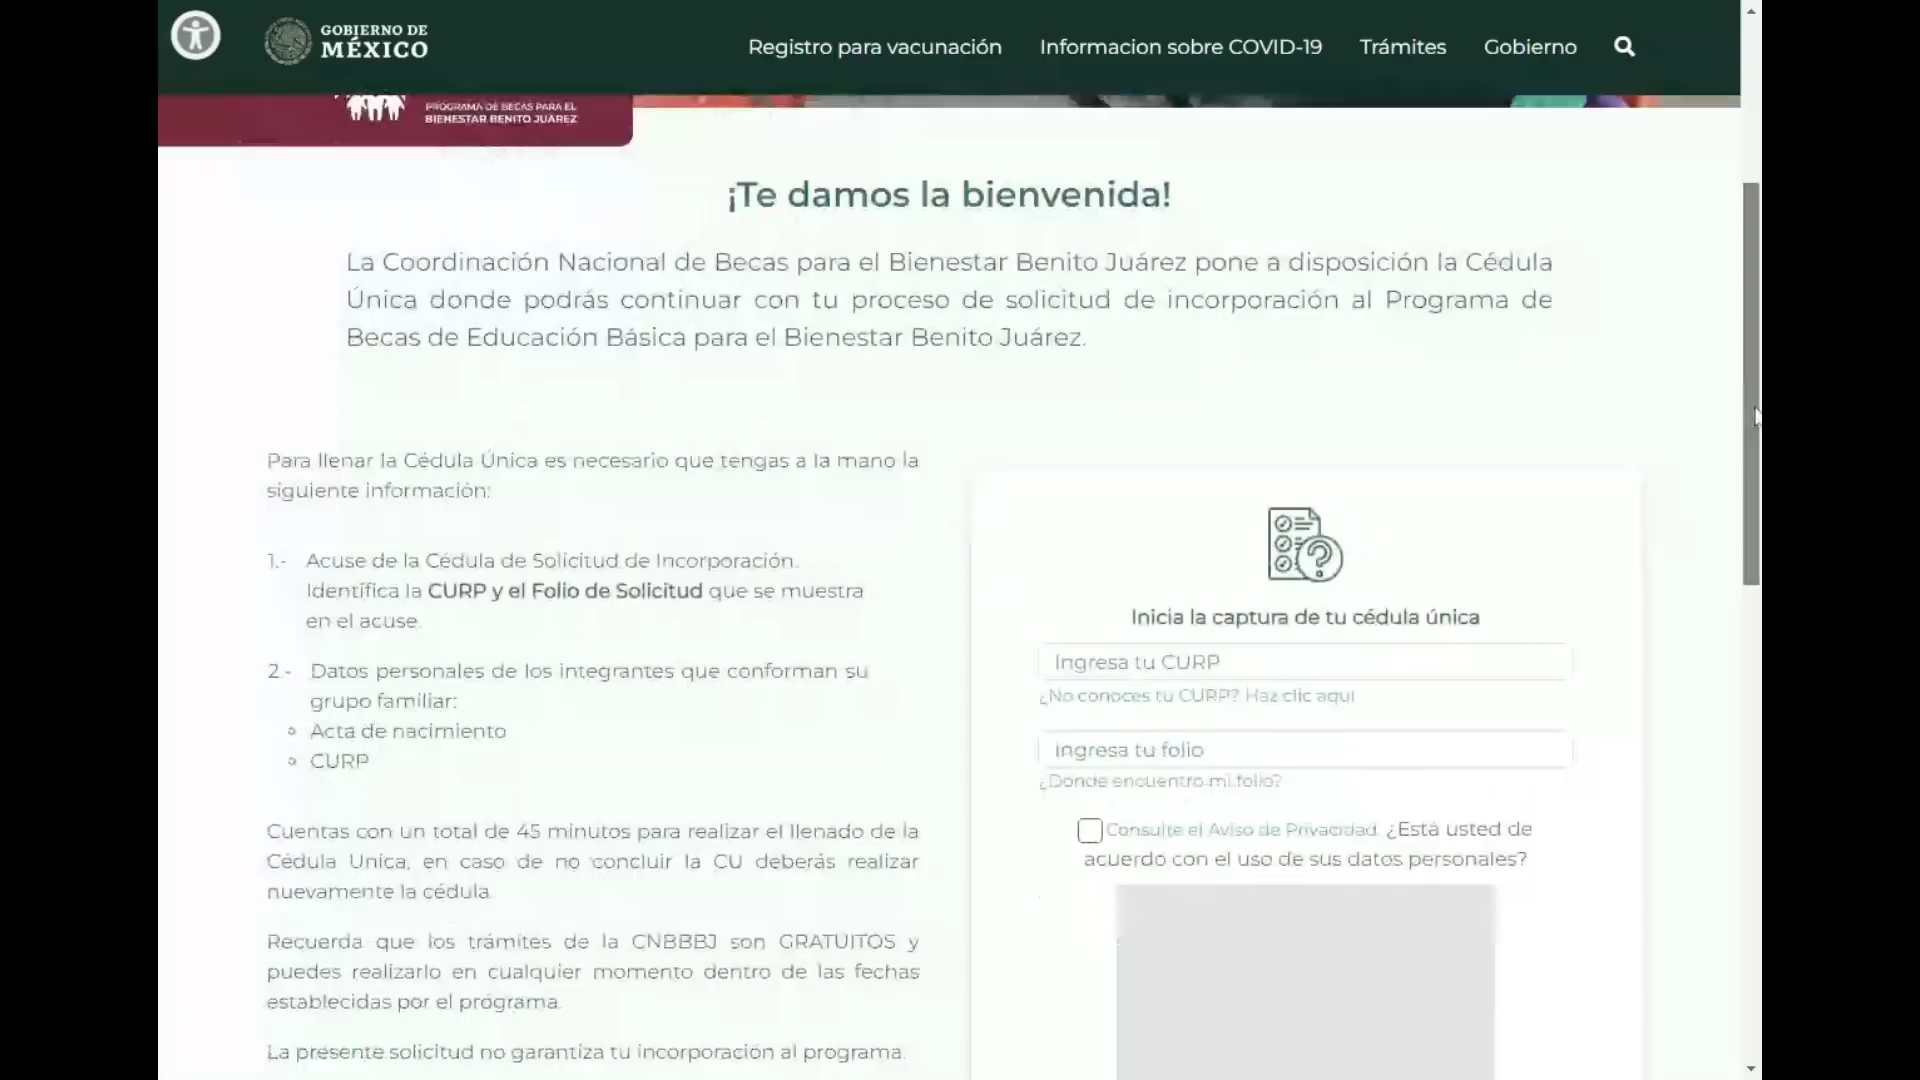 GOBIERNO DE
MÉXICO
Registro para vacunación
Informacion sobre COVID-19
Trámites
Gobierno
PROGRAMA DE BECAS PARA EL
BIENESTAR BENITO JUÁREZ
¡Te damos la bienvenida!
La Coordinación Nacional de Becas para el Bienestar Benito Juárez pone a disposición la Cédula
Única donde podrás continuar con tu proceso de solicitud de incorporación al Programa de
Becas de Educación Básica para el Bienestar Benito Juárez.
Para llenar la Cédula Única es necesario que tengas a la mano la
siguiente información:
1.- Acuse de la Cédula de Solicitud de Incorporación.
Identifica la CURP y el Folio de Solicitud que se muestra
en el acuse.
2.- Datos personales de los integrantes que conforman su
grupo familiar:
Acta de nacimiento
CURP
Cuentas con un total de 45 minutos para realizar el llenado de la
Cédula Única, en caso de no concluir la CU deberás realizar
nuevamente la cédula.
Recuerda que los trámites de la CNBBBJ son GRATUITOS y
puedes realizarlo en cualquier momento dentro de las fechas
establecidas por el programa.
La presente solicitud no garantiza tu incorporación al programa.
Inicia la captura de tu cédula única
Ingresa tu CURP
¿No conoces tu CURP? Haz clic aquí
Ingresa tu folio
¿Dónde encuentro mi folio?
Consulte el Aviso de Privacidad. ¿Está usted de
acuerdo con el uso de sus datos personales?